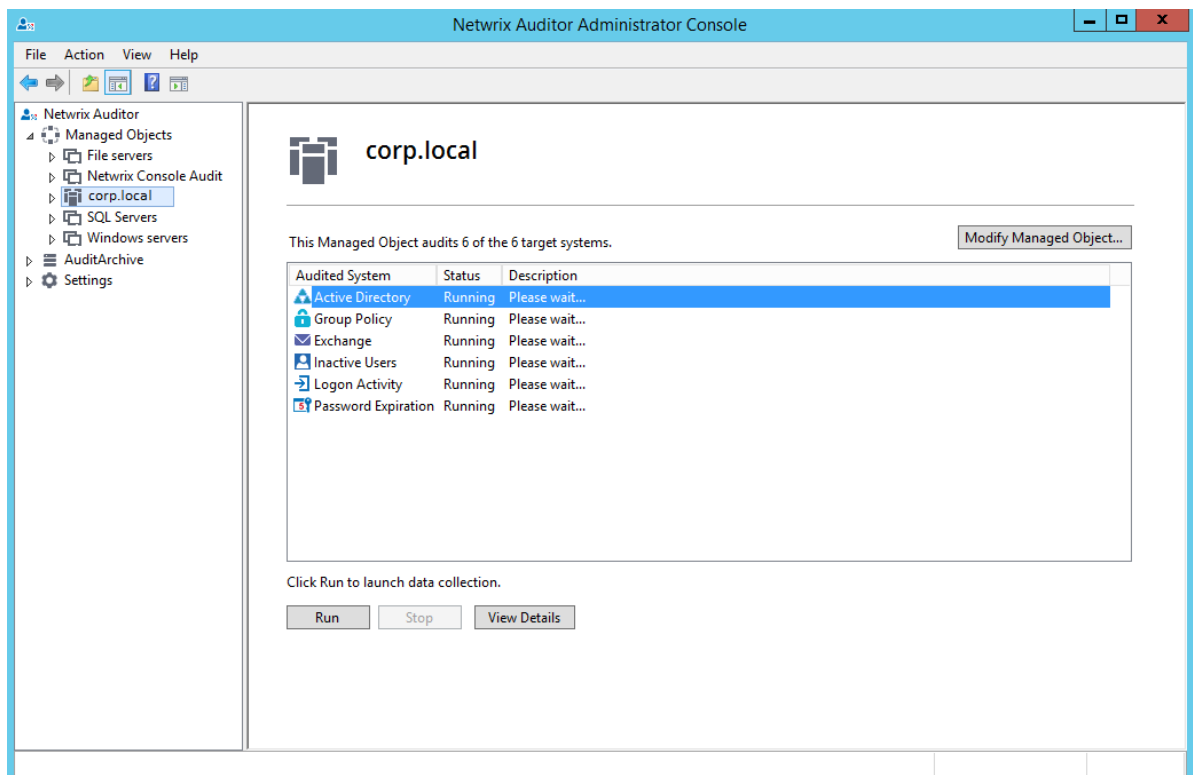 Netwrix Auditor Administrator Console
File Action View Help
Netwrix Auditor
Managed Objects
File servers
Netwrix Console Audit
corp.local
SQL Servers
Windows servers
AuditArchive
Settings
corp.local
This Managed Object audits 6 of the 6 target systems.
Modify Managed Object...
Audited System Status Description
Active Directory Running Please wait...
Group Policy Running Please wait...
Exchange Running Please wait...
Inactive Users Running Please wait...
Logon Activity Running Please wait...
Password Expiration Running Please wait...
Click Run to launch data collection.
Run Stop View Details